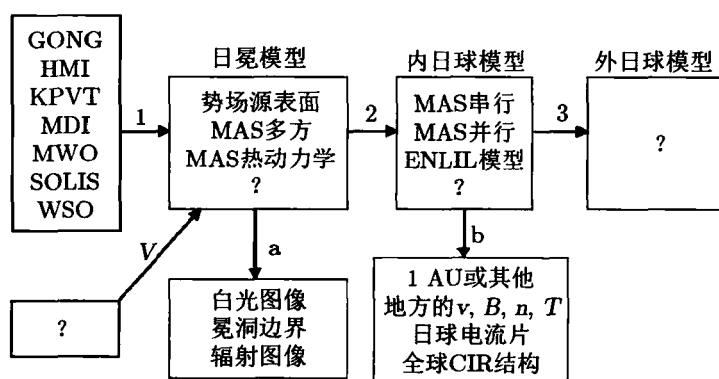 GONG
HMI
KPVT
MDI
MWO
SOLIS
WSO
1
V
?
日冕模型
势场源表面
MAS多方
MAS热动力学
?
a
白光图像
冕洞边界
辐射图像
2
内日球模型
MAS串行
MAS并行
ENLIL模型
?
b
1 AU或其他
地方的v, B, n, T
日球电流片
全球CIR结构
3
外日球模型
?